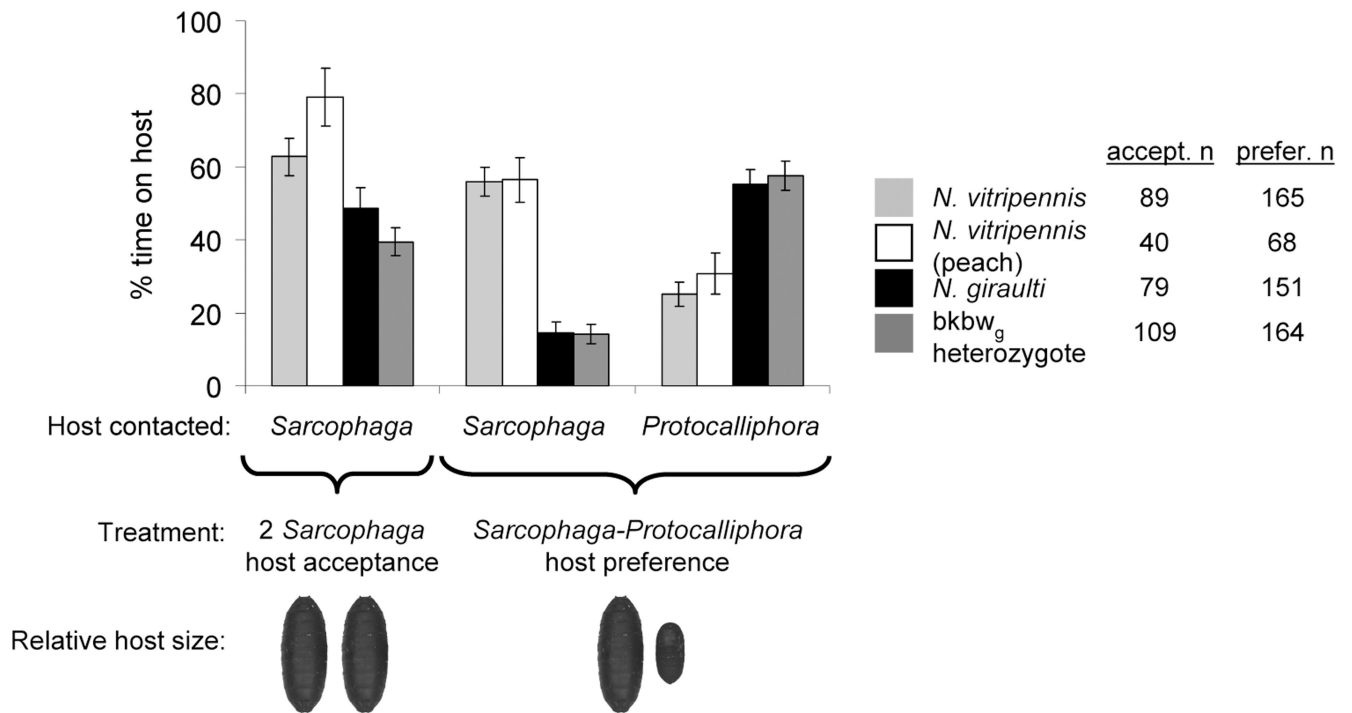 100
80
60
40
20
0
% time on host
accept. n prefer. n
N. vitripennis 89 165
N. vitripennis
(peach) 40 68
N. giraulti 79 151
bkbwg
heterozygote 109 164
Host contacted: Sarcophaga Sarcophaga Protocalliphora
Treatment: 2 Sarcophaga Sarcophaga-Protocalliphora
host acceptance host preference
Relative host size: